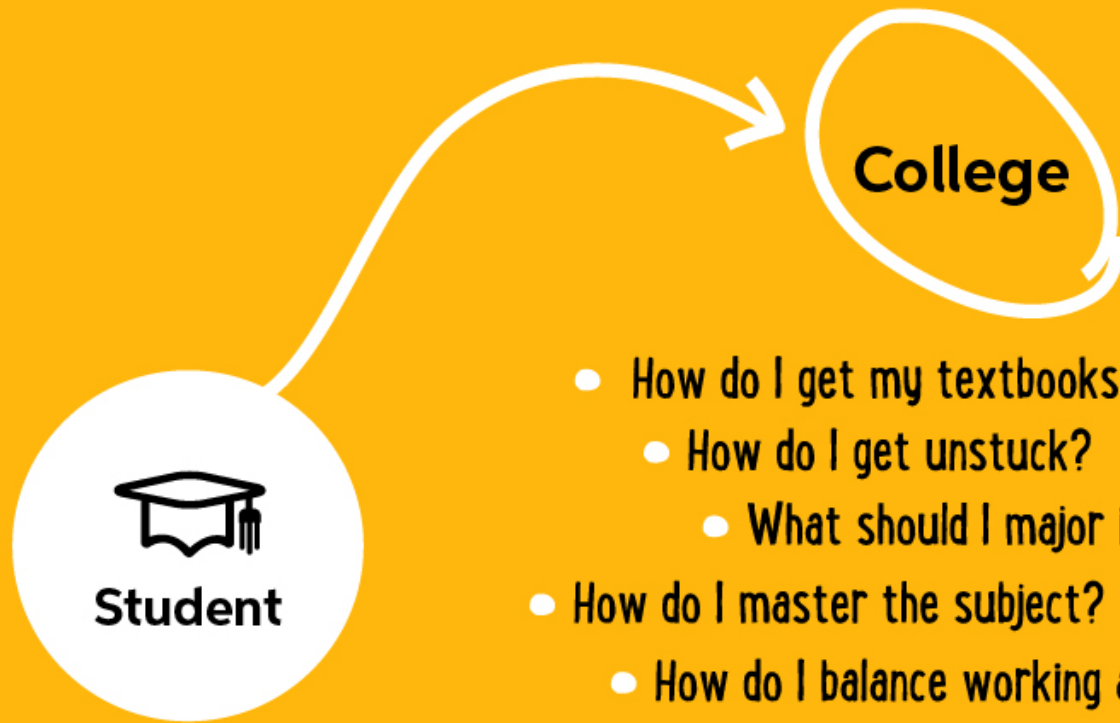 College
How do I get my textbooks
How do I get unstuck?
What should I major
How do I master the subject?
How do I balance working
Student